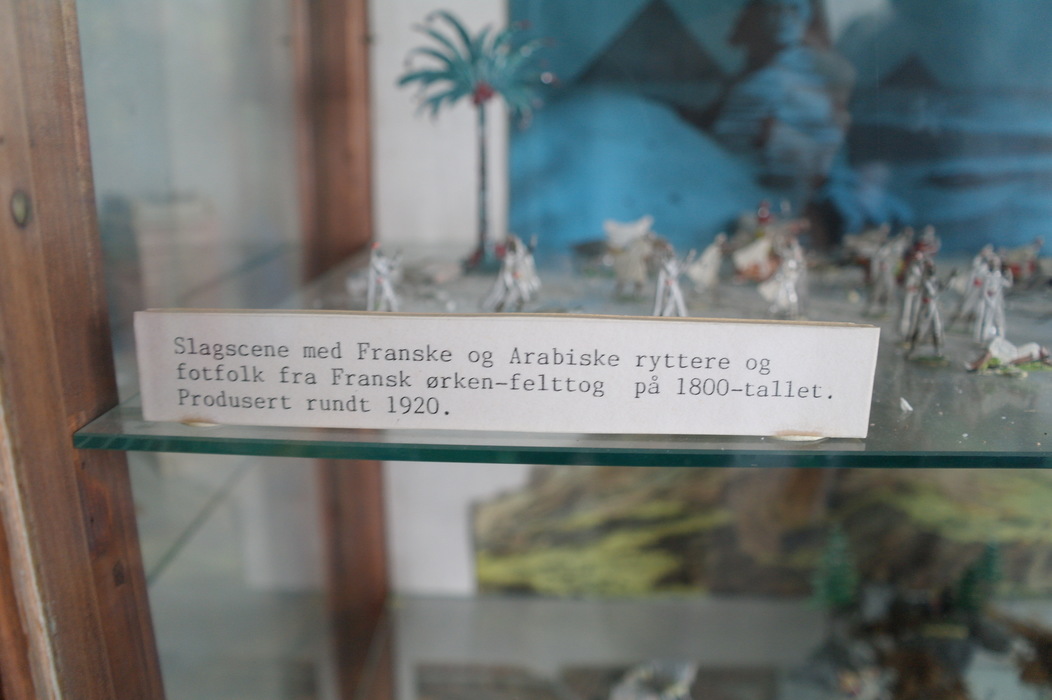 Slagscene med Franske og Arabiske ryttere og
fotfolk fra Fransk ørken-felttog  på 1800-tallet.
Produsert rundt 1920.